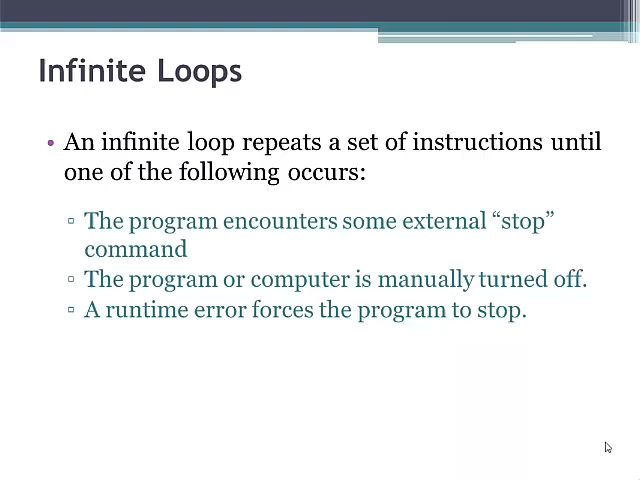 Infinite Loops
• An infinite loop repeats a set of instructions until
one of the following occurs:
▫ The program encounters some external “stop”
command
▫ The program or computer is manually turned off.
▫ A runtime error forces the program to stop.